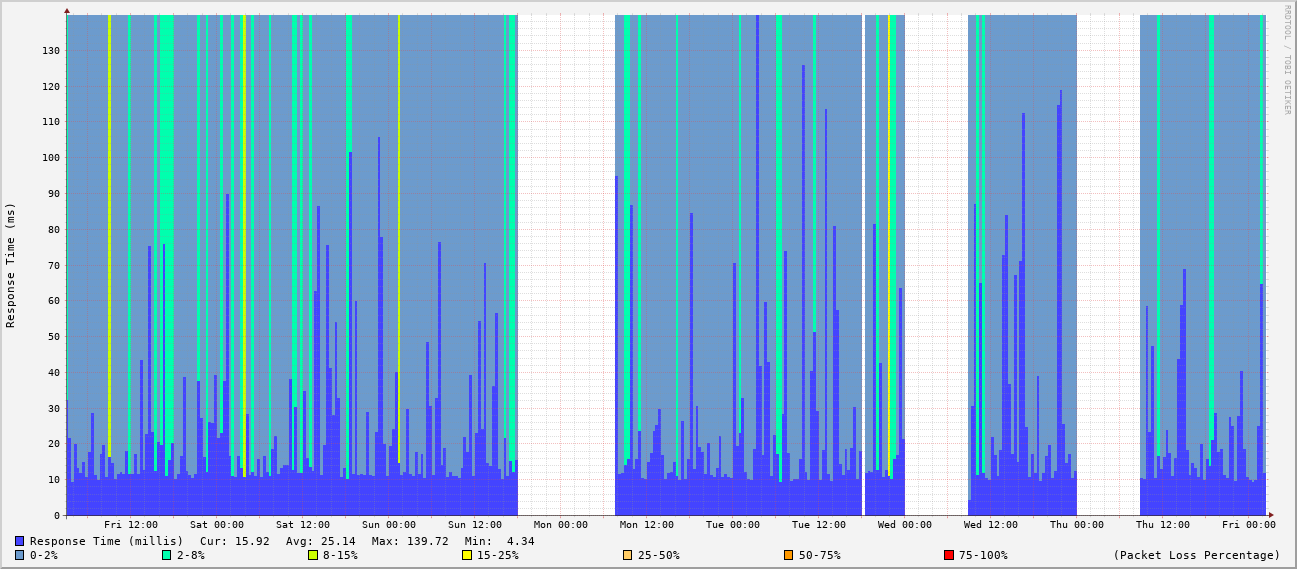 RRDTOOL / TOBI OETIKER
Response Time (ms)
130
120
110
100
90
80
70
60
50
40
30
20
10
0
Fri 12:00 Sat 00:00 Sat 12:00 Sun 00:00 Sun 12:00 Mon 00:00 Mon 12:00 Tue 00:00 Tue 12:00 Wed 00:00 Wed 12:00 Thu 00:00 Thu 12:00 Fri 00:00
Response Time (millis) Cur: 15.92 Avg: 25.14 Max: 139.72 Min: 4.34
0-2% 2-8% 8-15% 15-25% 25-50% 50-75% 75-100% (Packet Loss Percentage)